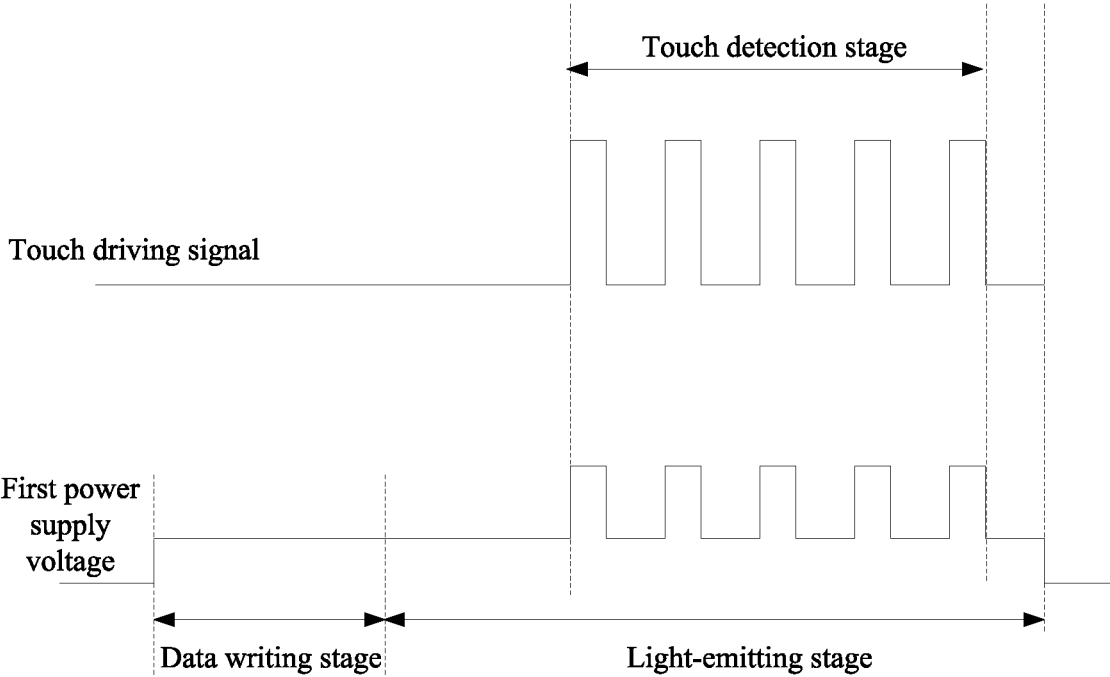 Touch detection stage
Touch driving signal
First power
supply
voltage
Data writing stage
Light-emitting stage